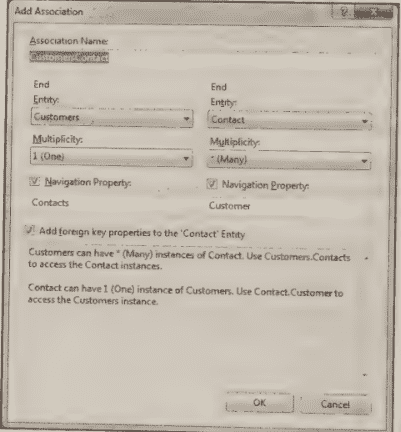 Add Association
Association Name:
CustomersContact
End
Entity:
Customers
Multiplicity:
1 (One)
Navigation Property:
Contacts
End
Entity:
Contact
Multiplicity:
* (Many)
Navigation Property:
Customer
Add foreign key properties to the 'Contact' Entity
Customers can have * (Many) instances of Contact. Use Customers.Contacts
to access the Contact instances.
Contact can have 1 (One) instance of Customers. Use Contact.Customer to
access the Customers instance.
OK
Cancel